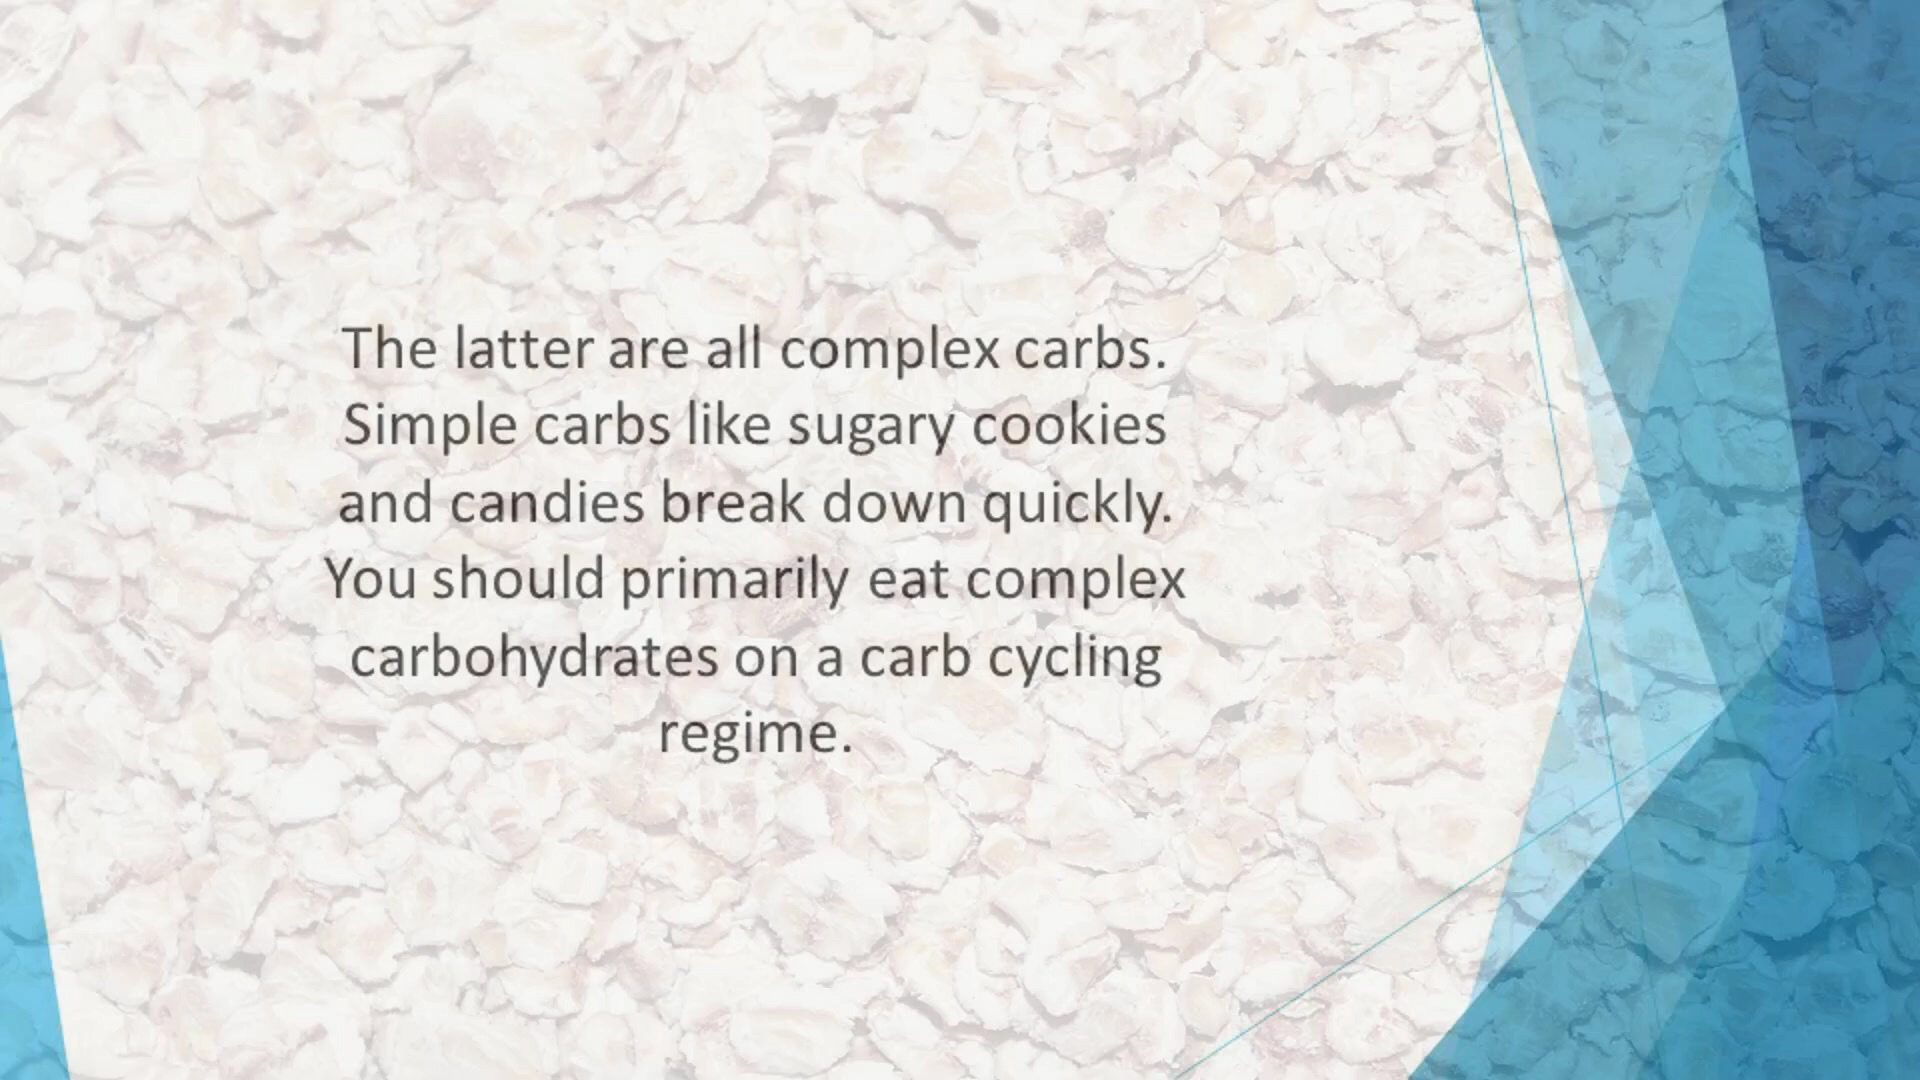 The latter are all complex carbs.
Simple carbs like sugary cookies
and candies break down quickly.
You should primarily eat complex
carbohydrates on a carb cycling
regime.